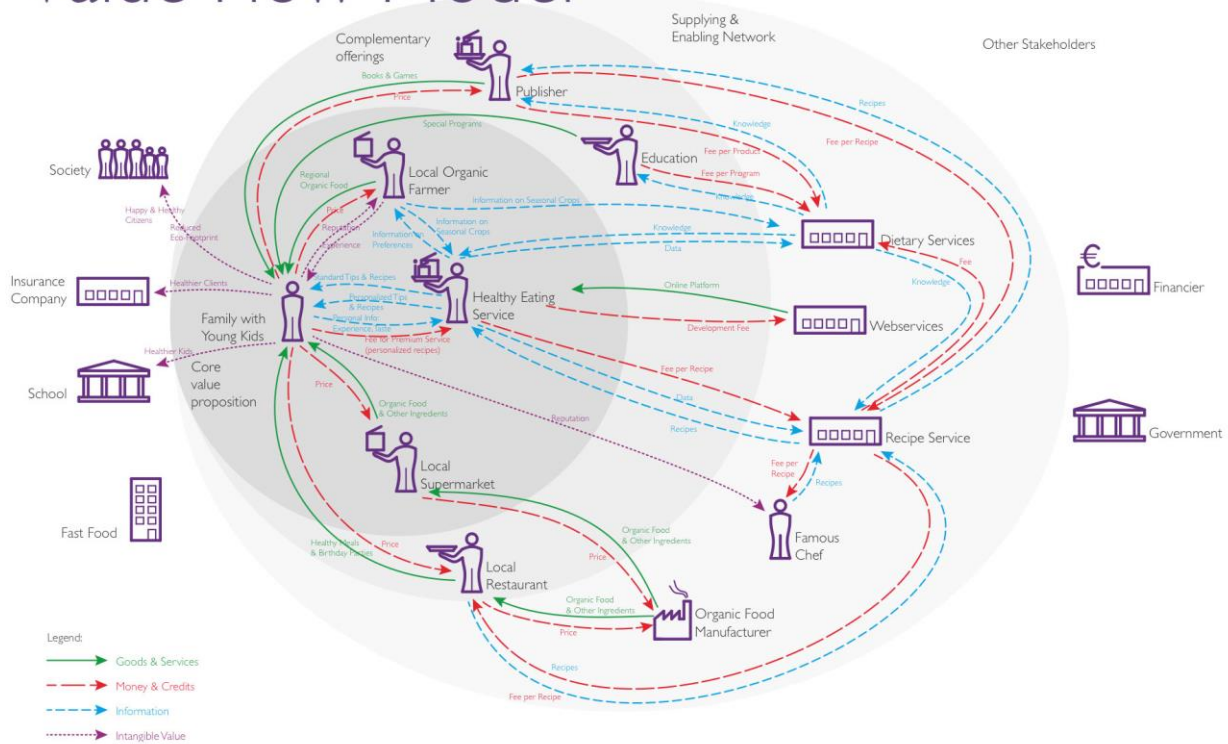 Value Flow Model
Supplying &
Enabling Network
Other Stakeholders
Complementary
offerings
Books & Games
Price
Publisher
Recipes
Knowledge
Fee per Recipe
Special Programs
Fee per Product
Education
Fee per Program
Knowledge
Society
Local Organic
Farmer
Regional
Organic Food
Information on Seasonal Crops
Happy & Healthy
Citizens
Reduced
Eco-Footprint
Price
Reputation
Experience
Information on
Preferences
Information on
Seasonal Crops
Knowledge
Data
Dietary Services
Fee
Knowledge
Insurance
Company
Healthier Clients
Standard Tips & Recipes
Personalized Tips
& Recipes
Personal Info:
Experience, taste
Fee for Premium Service
(personalized recipes)
Healthy Eating
Service
Online Platform
Development Fee
Webservices
€
Financier
Family with
Young Kids
Healthier Kids
School
Core
value
proposition
Price
Organic Food
& Other Ingredients
Fee per Recipe
Data
Recipes
Reputation
Recipe Service
Government
Fee per
Recipe
Recipes
Local
Supermarket
Fast Food
Famous
Chef
Healthy Meals
& Birthday Parties
Price
Organic Food
& Other Ingredients
Price
Local
Restaurant
Organic Food
& Other Ingredients
Price
Organic Food
Manufacturer
Recipes
Fee per Recipe
Legend:
Goods & Services
Money & Credits
Information
Intangible Value